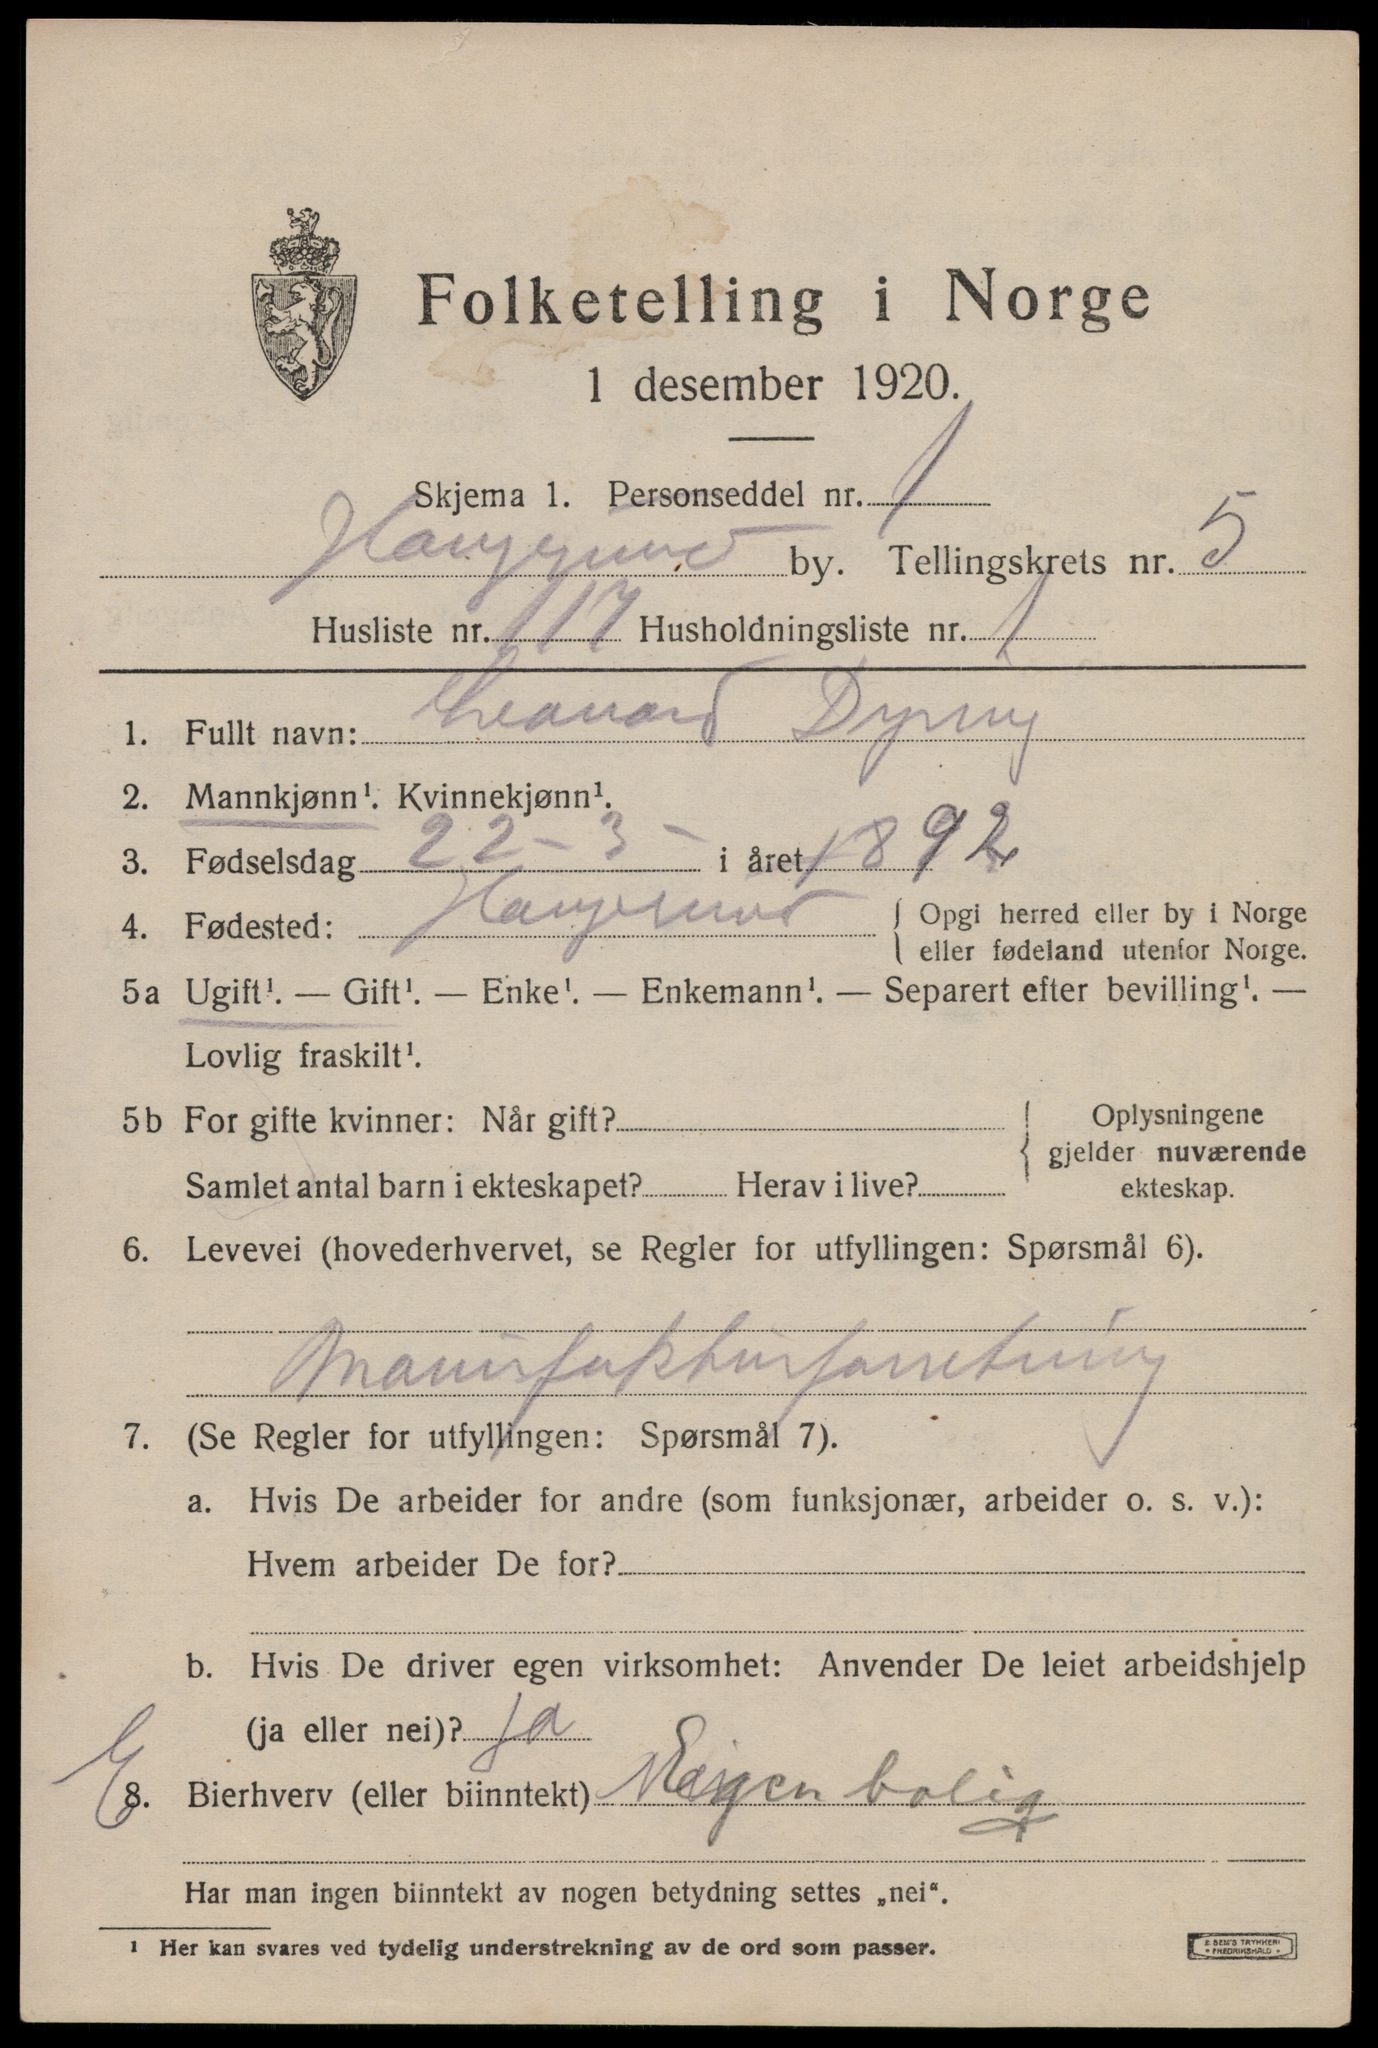 Folketelling i Norge
1 desember 1920.
Skjema 1. Personseddel nr. 1
Haugesund by. Tellingskrets nr. 5
Husliste nr. 117 Husholdningsliste nr. 1
1. Fullt navn: Leonard Dyring
2. Mannkjønn¹. Kvinnekjønn¹.
3. Fødselsdag 22 - 3 - i året 1892
4. Fødested: Haugesund { Opgi herred eller by i Norge
eller fødeland utenfor Norge.
5a Ugift¹. — Gift¹. — Enke¹. — Enkemann¹. — Separert efter bevilling¹. —
Lovlig fraskilt¹.
5b For gifte kvinner: Når gift? { Oplysningene
gjelder nuværende
Samlet antal barn i ekteskapet? Herav i live? ekteskap.
6. Levevei (hovederhvervet, se Regler for utfyllingen: Spørsmål 6).
Manufakturforretning
7. (Se Regler for utfyllingen: Spørsmål 7).
a. Hvis De arbeider for andre (som funksjonær, arbeider o. s. v.):
Hvem arbeider De for?
b. Hvis De driver egen virksomhet: Anvender De leiet arbeidshjelp
(ja eller nei)? ja
E
8. Bierhverv (eller biinntekt) Eigen bolig
Har man ingen biinntekt av nogen betydning settes „nei“.
¹ Her kan svares ved tydelig understrekning av de ord som passer.
E SEM'S TRYKKERI
• FREDRIKSHALD •